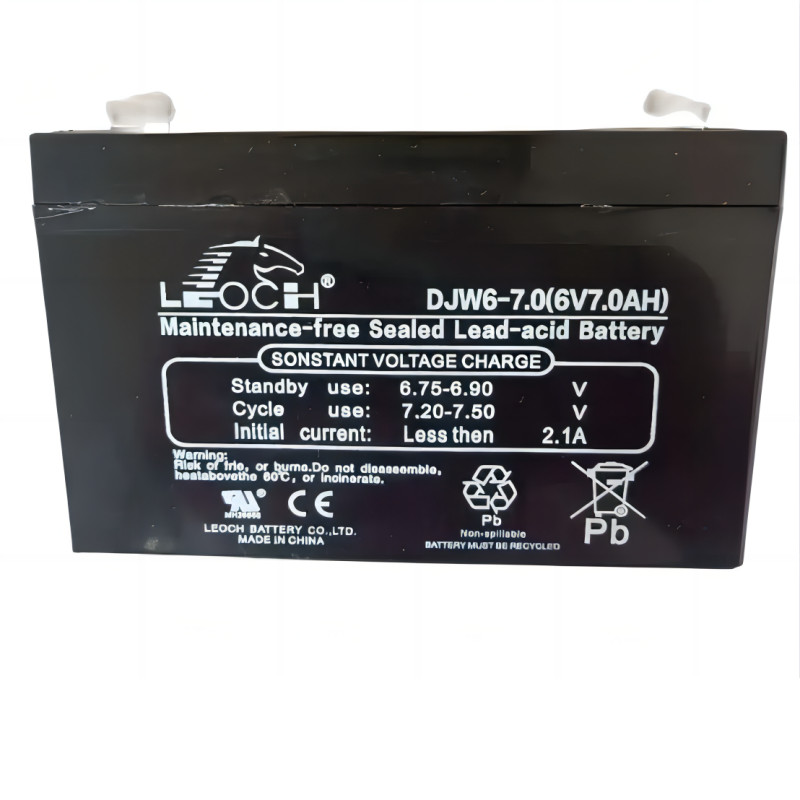 LEOCH®
DJW6-7.0(6V7.0AH)
Maintenance-free Sealed Lead-acid Battery
SONSTANT VOLTAGE CHARGE
Standby use: 6.75-6.90 V
Cycle use: 7.20-7.50 V
Initial current: Less then 2.1A
Warning:
Risk of frie, or burns.Do not disassemble,
heatabovethe 60℃, or incinerate.
CE
Pb
Pb
LEOCH BATTERY CO.,LTD.
Non-spillable
MADE IN CHINA
BATTERY MUST BE RECYCLED